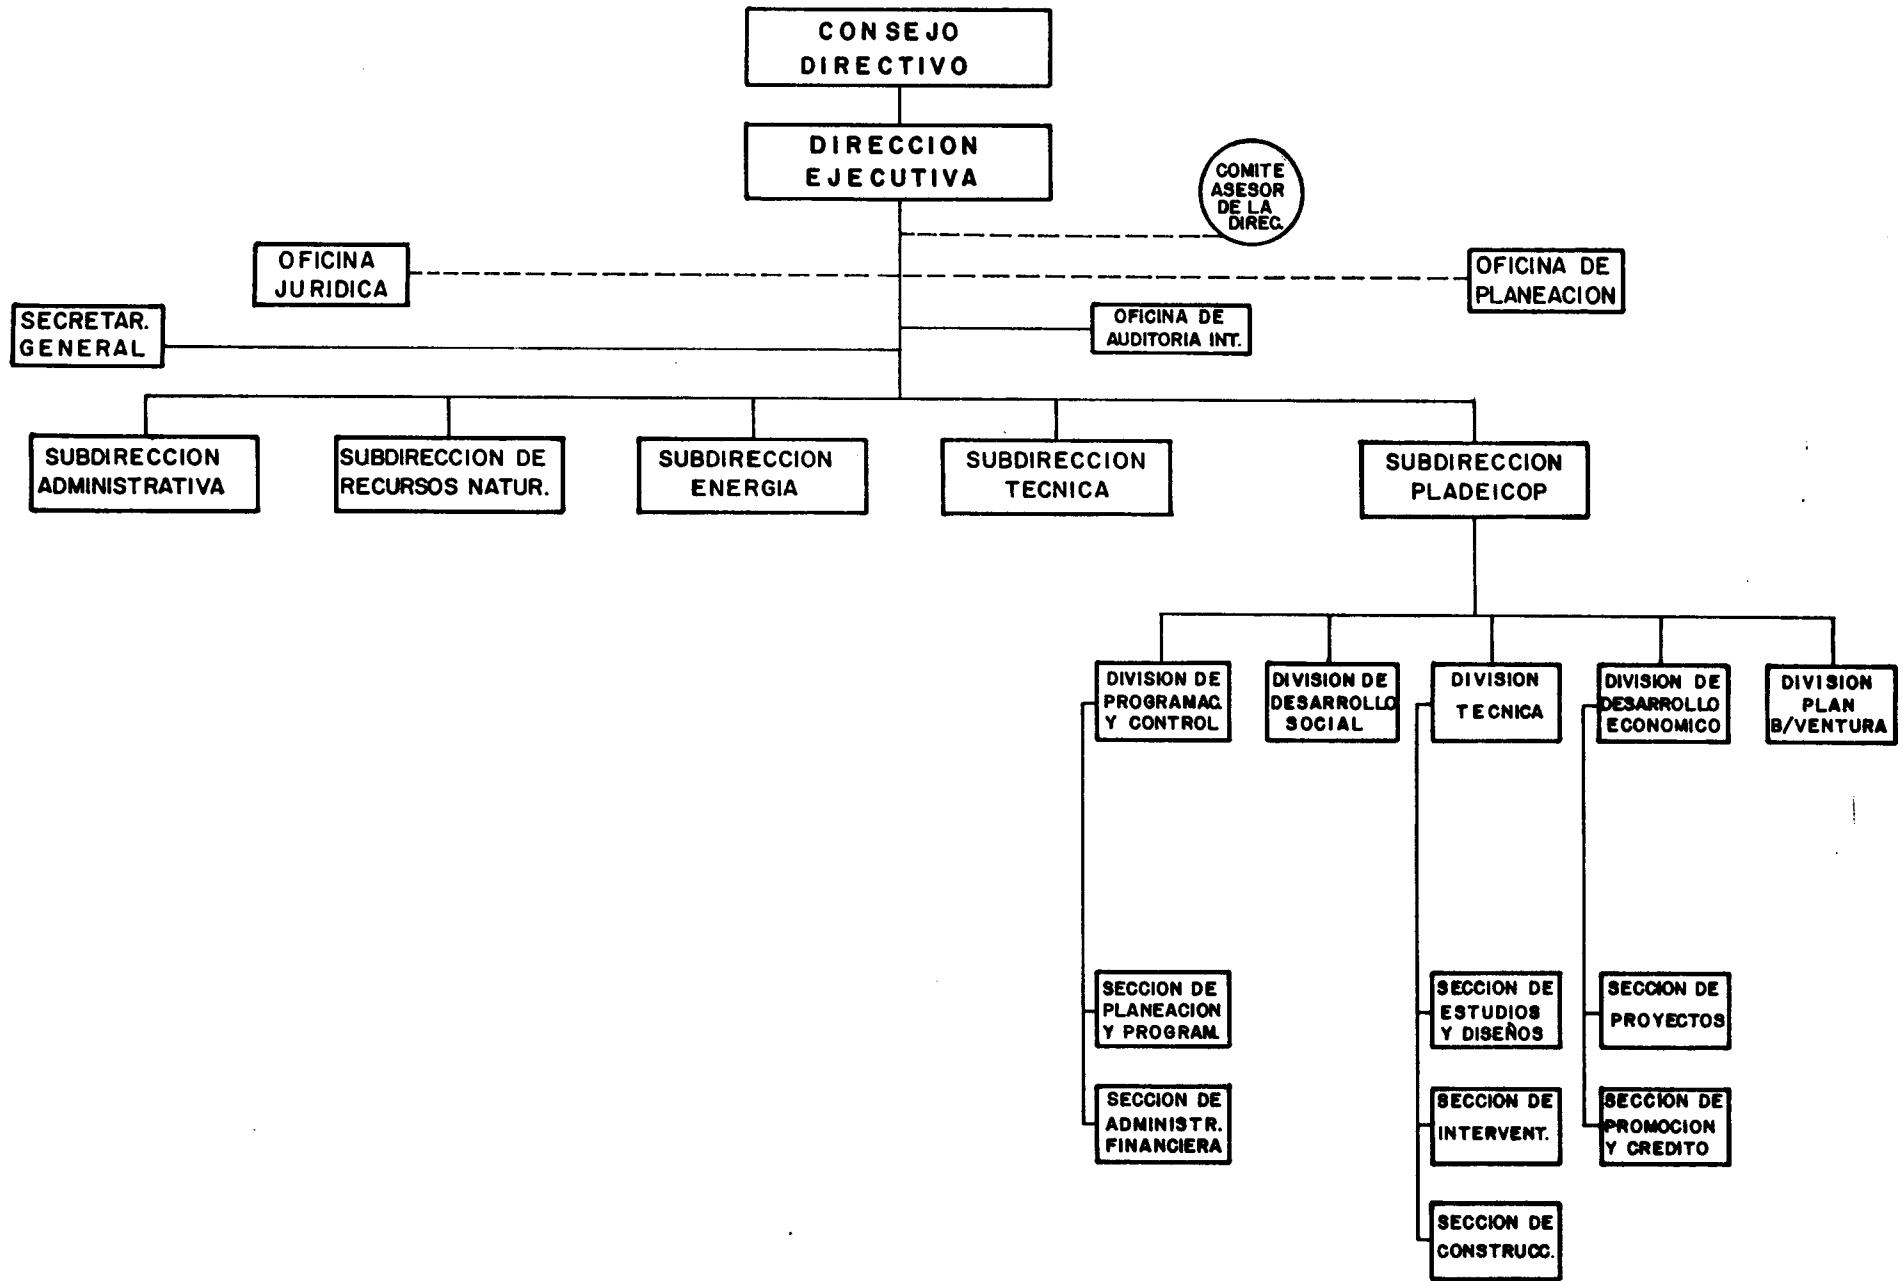 CONSEJO
DIRECTIVO
DIRECCION
EJECUTIVA
COMITE
ASESOR
DE LA
DIREC.
OFICINA
JURIDICA
OFICINA DE
PLANEACION
SECRETAR.
GENERAL
OFICINA DE
AUDITORIA INT.
SUBDIRECCION
ADMINISTRATIVA
SUBDIRECCION DE
RECURSOS NATUR.
SUBDIRECCION
ENERGÍA
SUBDIRECCION
TECNICA
SUBDIRECCION
PLADEICOP
DIVISION DE
PROGRAMAC.
Y CONTROL
DIVISION DE
DESARROLLO
SOCIAL
DIVISION
TECNICA
DIVISION DE
DESARROLLO
ECONOMICO
DIVISION
PLAN
B/VENTURA
SECCION DE
PLANEACION
Y PROGRAM.
SECCION DE
ESTUDIOS
Y DISEÑOS
SECCION DE
PROYECTOS
SECCION DE
ADMINISTR.
FINANCIERA
SECCION DE
INTERVENT.
SECCION DE
PROMOCION
Y CREDITO
SECCION DE
CONSTRUCC.